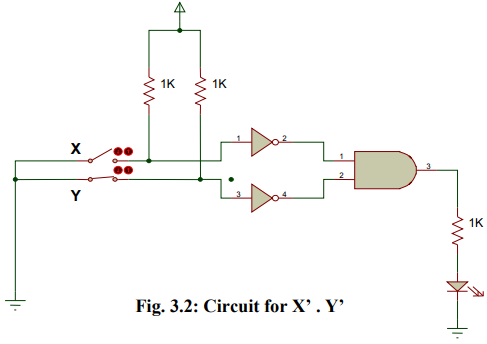 1K 1K
X
1 2
1
3
2
Y
3 4
1K
Fig. 3.2: Circuit for X’ . Y’